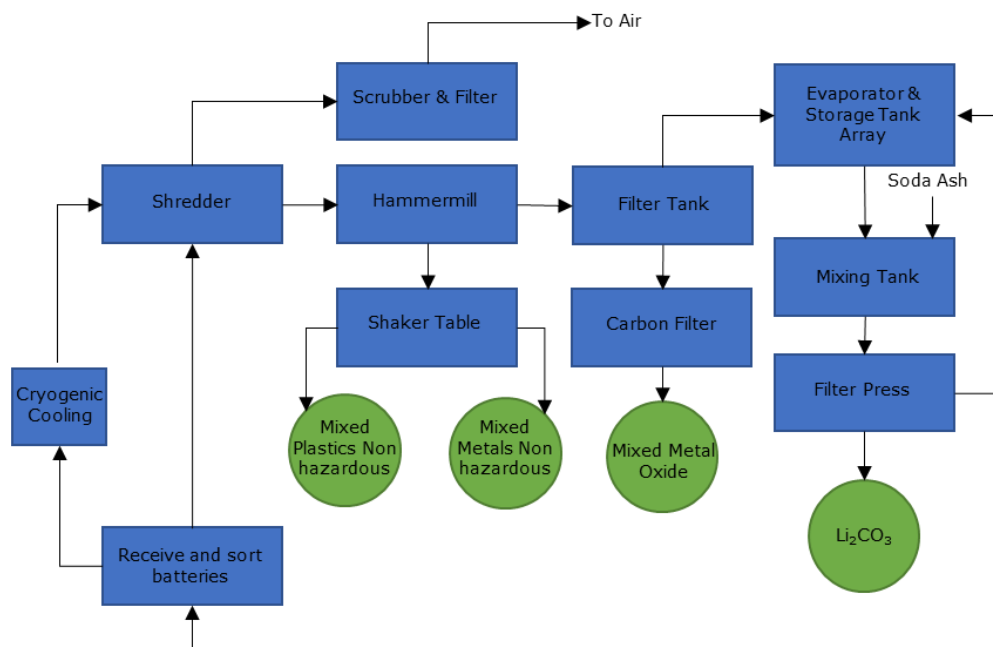 To Air
Scrubber & Filter
Evaporator &
Storage Tank
Array
Soda Ash
Shredder
Hammermill
Filter Tank
Mixing Tank
Shaker Table
Carbon Filter
Cryogenic
Cooling
Filter Press
Mixed
Plastics Non
hazardous
Mixed
Metals Non
hazardous
Mixed Metal
Oxide
Li₂CO₃
Receive and sort
batteries